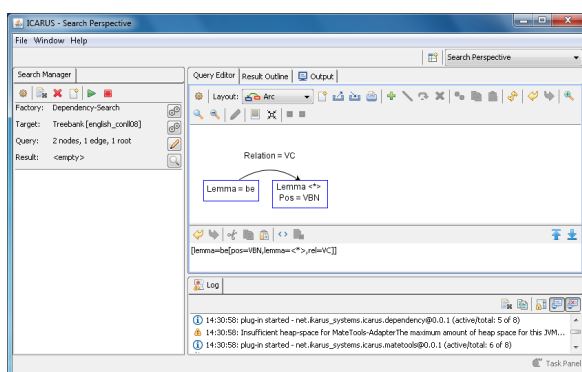 ICARUS - Search Perspective
File Window Help
Search Perspective
Search Manager
Query Editor Result Outline Output
Layout: Arc
Factory: Dependency-Search
Target: Treebank [english_conll08]
Query: 2 nodes, 1 edge, 1 root
Result: <empty>
Relation = VC
Lemma = be
Lemma <*>
Pos = VBN
[lemma=be[pos=VBN,lemma=<*>,rel=VC]]
Log
14:30:58: plug-in started - net.ikarus_systems.icarus.dependency@0.0.1 (active/total: 5 of 8)
14:30:58: Insufficient heap-space for MateTools-AdapterThe maximum amount of heap space for this JVM...
14:30:58: plug-in started - net.ikarus_systems.icarus.matetools@0.0.1 (active/total: 6 of 8)
Task Panel